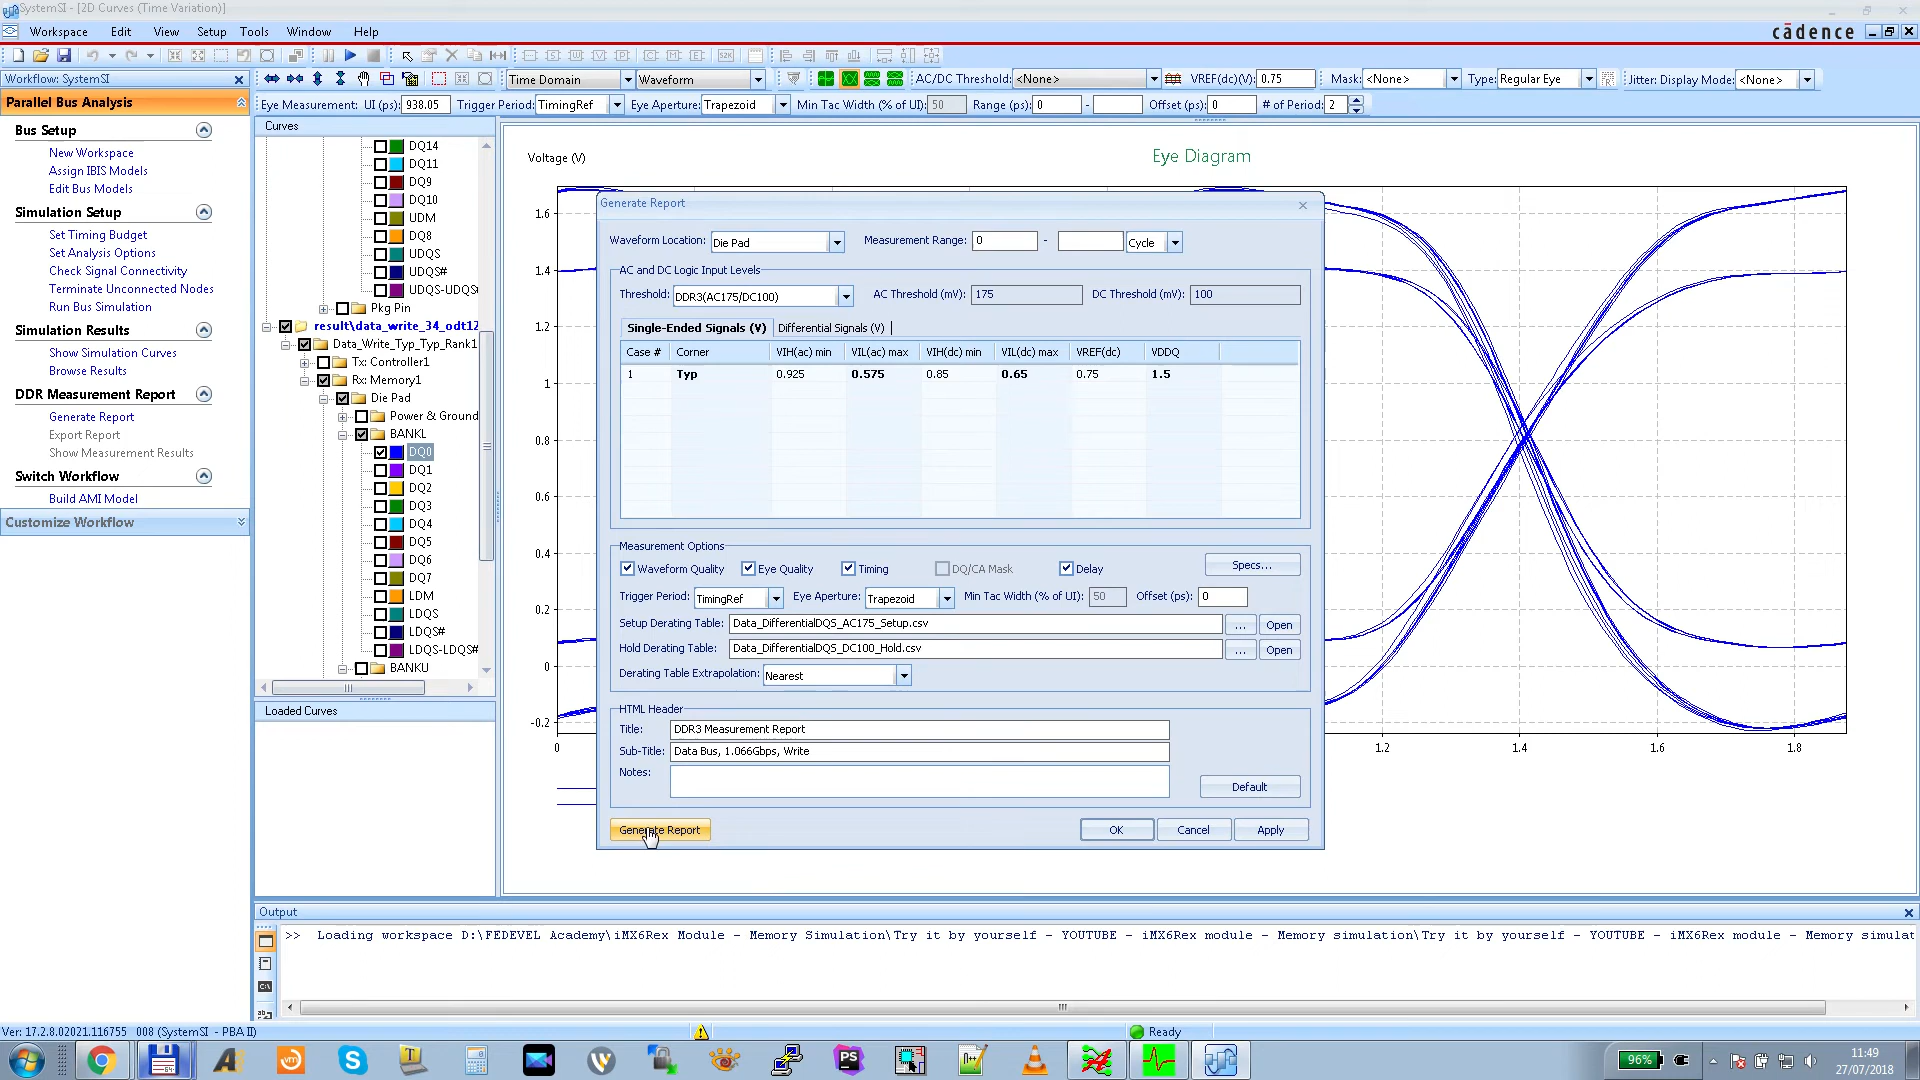 SystemSI - [2D Curves (Time Variation)]
Workspace Edit View Setup Tools Window Help
cādence
Workflow: SystemSI
Time Domain Waveform AC/DC Threshold: <None> VREF(dc)(V): 0.75 Mask: <None> Type: Regular Eye Jitter: Display Mode: <None>
Eye Measurement: UI (ps): 938.05 Trigger Period: TimingRef Eye Aperture: Trapezoid Min Tac Width (% of UI): 50 Range (ps): 0 - Offset (ps): 0 # of Period: 2
Parallel Bus Analysis
Bus Setup
New Workspace
Assign IBIS Models
Edit Bus Models
Simulation Setup
Set Timing Budget
Set Analysis Options
Check Signal Connectivity
Terminate Unconnected Nodes
Run Bus Simulation
Simulation Results
Show Simulation Curves
Browse Results
DDR Measurement Report
Generate Report
Export Report
Show Measurement Results
Switch Workflow
Build AMI Model
Customize Workflow
Curves
DQ14
DQ11
DQ9
DQ10
UDM
DQ8
UDQS
UDQS#
UDQS-UDQS
Pkg Pin
result\data_write_34_odt12
Data_Write_Typ_Typ_Rank1
Tx: Controller1
Rx: Memory1
Die Pad
Power & Ground
BANKL
DQ0
DQ1
DQ2
DQ3
DQ4
DQ5
DQ6
DQ7
LDM
LDQS
LDQS#
LDQS-LDQS#
BANKU
Loaded Curves
Voltage (V)
Eye Diagram
1.6
1.4
1.2
1
0.8
0.6
0.4
0.2
0
-0.2
0 1.2 1.4 1.6 1.8
Generate Report
Waveform Location: Die Pad Measurement Range: 0 - Cycle
AC and DC Logic Input Levels
Threshold: DDR3(AC175/DC100) AC Threshold (mV): 175 DC Threshold (mV): 100
Single-Ended Signals (V) Differential Signals (V)
Case # Corner VIH(ac) min VIL(ac) max VIH(dc) min VIL(dc) max VREF(dc) VDDQ
1 Typ 0.925 0.575 0.85 0.65 0.75 1.5
Measurement Options
Waveform Quality Eye Quality Timing DQ/CA Mask Delay Specs...
Trigger Period: TimingRef Eye Aperture: Trapezoid Min Tac Width (% of UI): 50 Offset (ps): 0
Setup Derating Table: Data_DifferentialDQS_AC175_Setup.csv ... Open
Hold Derating Table: Data_DifferentialDQS_DC100_Hold.csv ... Open
Derating Table Extrapolation: Nearest
HTML Header
Title: DDR3 Measurement Report
Sub-Title: Data Bus, 1.066Gbps, Write
Notes:
Default
Generate Report OK Cancel Apply
Output
>> Loading workspace D:\FEDEVEL Academy\iMX6Rex Module - Memory Simulation\Try it by yourself - YOUTUBE - iMX6Rex module - Memory simulation\Try it by yourself - YOUTUBE - iMX6Rex module - Memory simulat
Ver: 17.2.8.02021.116755 008 (SystemSI - PBA II) Ready
96%
11:49
27/07/2018